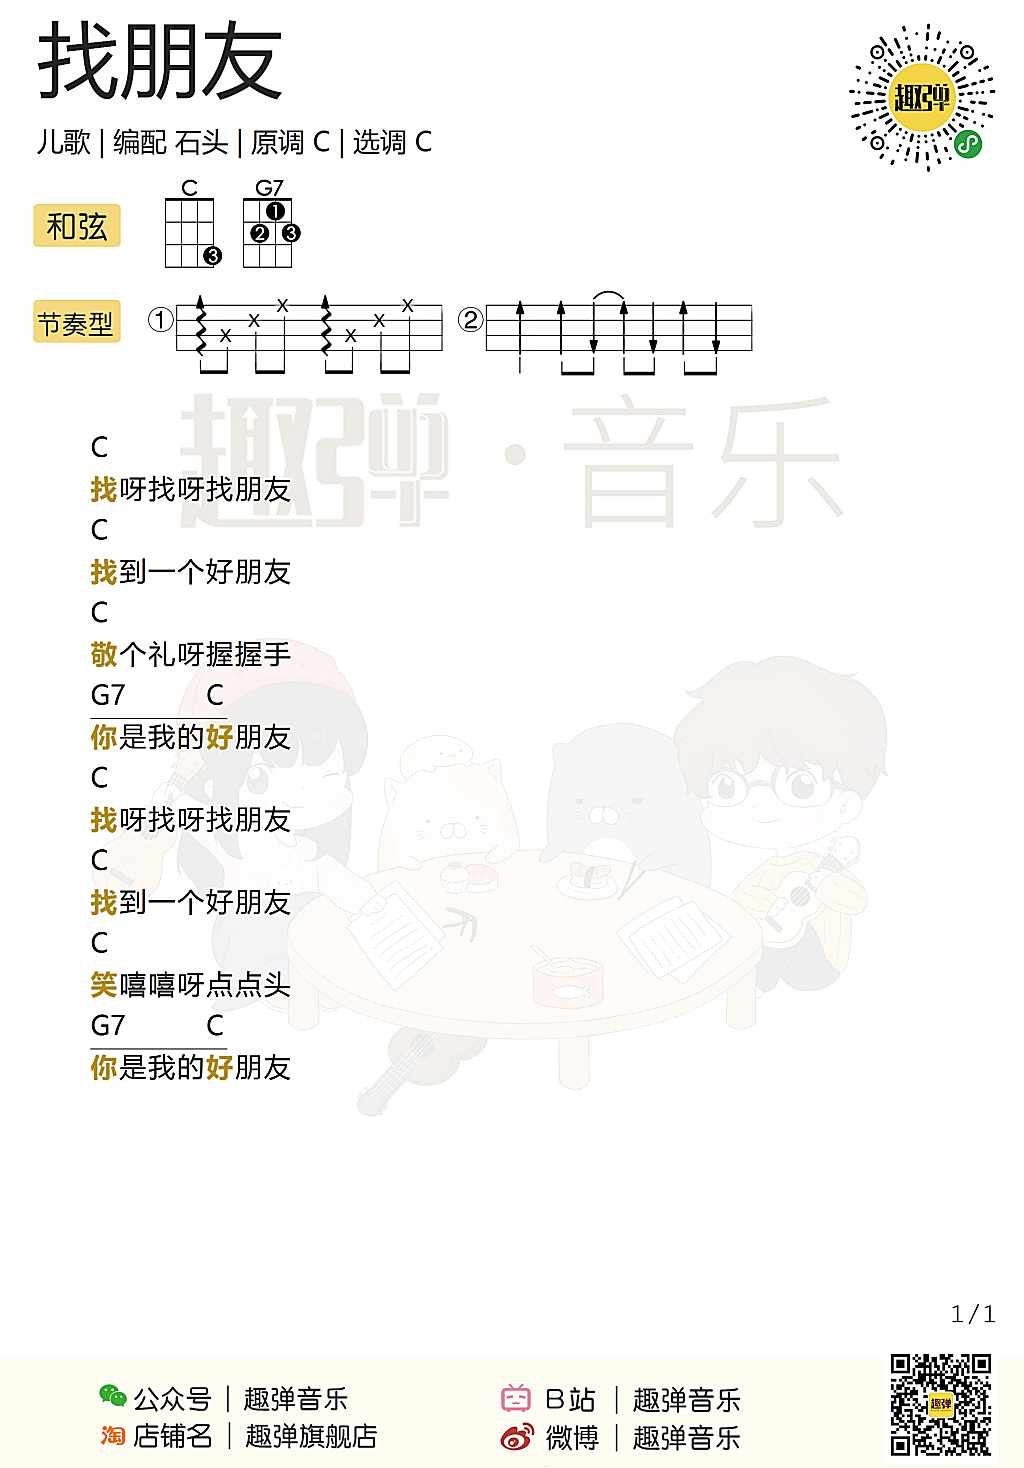 找朋友
趣弹
儿歌 | 编配 石头 | 原调 C | 选调 C
和弦
C G7
1
2 3
3
节奏型 ① ②
趣弹·音乐
C
找呀找呀找朋友
C
找到一个好朋友
C
敬个礼呀握握手
G7 C
你是我的好朋友
C
找呀找呀找朋友
C
找到一个好朋友
C
笑嘻嘻呀点点头
G7 C
你是我的好朋友
1/1
公众号 | 趣弹音乐
B站 | 趣弹音乐
淘 店铺名 | 趣弹旗舰店
微博 | 趣弹音乐
趣弹